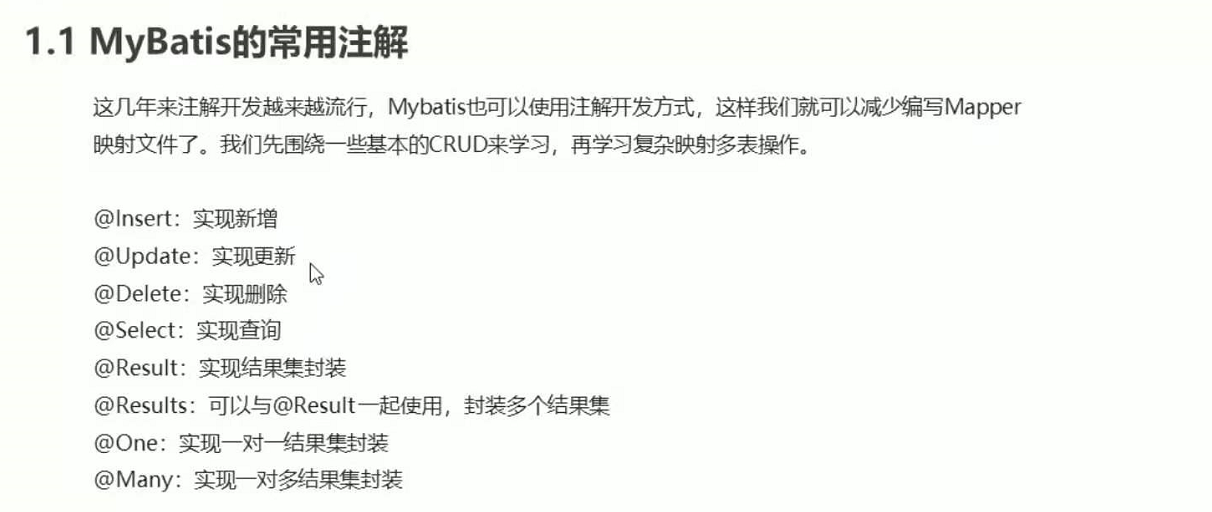 1.1 MyBatis的常用注解
这几年来注解开发越来越流行，Mybatis也可以使用注解开发方式，这样我们就可以减少编写Mapper
映射文件了。我们先围绕一些基本的CRUD来学习，再学习复杂映射多表操作。
@Insert：实现新增
@Update：实现更新
@Delete：实现删除
@Select：实现查询
@Result：实现结果集封装
@Results：可以与@Result一起使用，封装多个结果集
@One：实现一对一结果集封装
@Many：实现一对多结果集封装